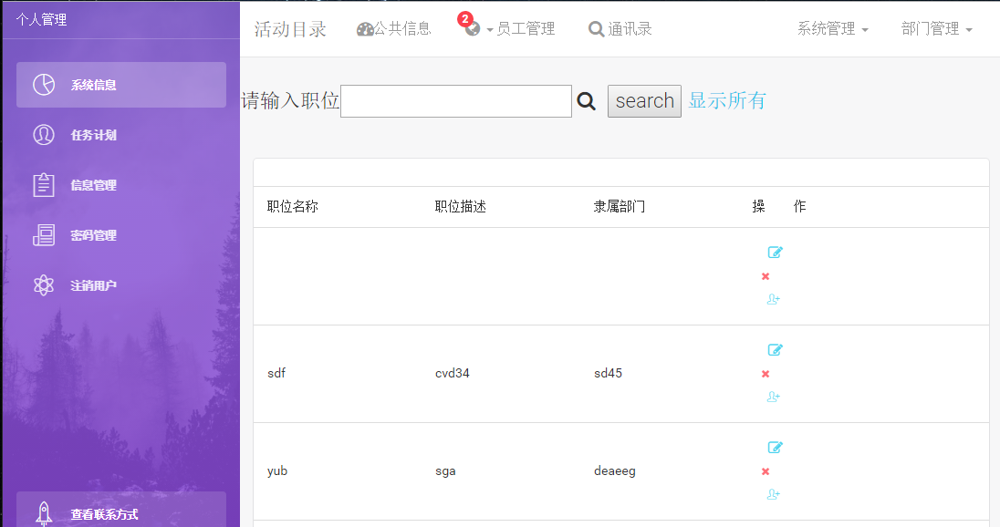 个人管理
系统信息
任务计划
信息管理
密码管理
注销用户
查看联系方式
活动目录 公共信息 2 员工管理 通讯录 系统管理 部门管理
请输入职位 search 显示所有
职位名称 职位描述 隶属部门 操 作
sdf cvd34 sd45
yub sga deaeeg